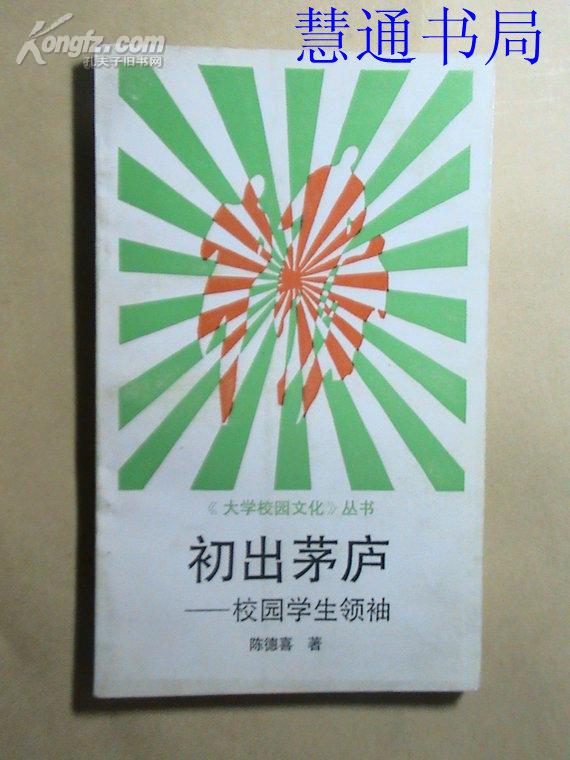 慧通书局
Kongfz.com
孔夫子旧书网
《大学校园文化》丛书
初出茅庐
——校园学生领袖
陈德喜 著